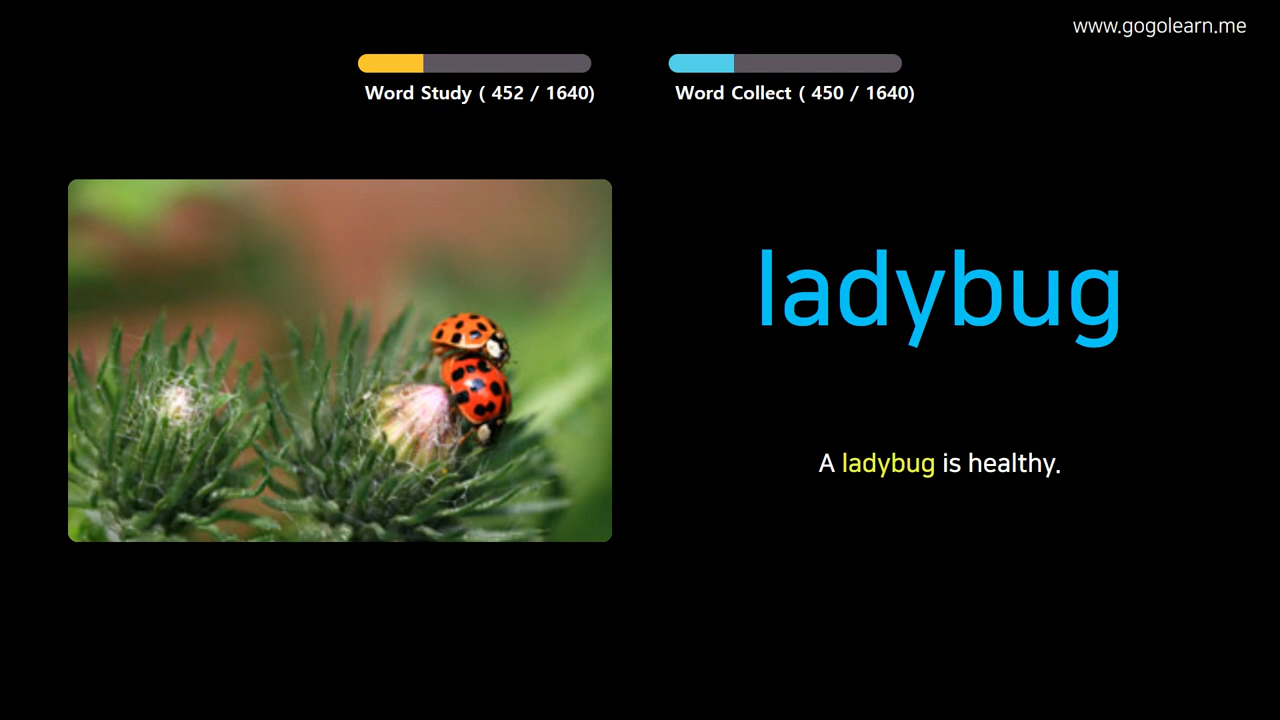 www.gogolearn.me
Word Study ( 452 / 1640)
Word Collect ( 450 / 1640)
ladybug
A ladybug is healthy.